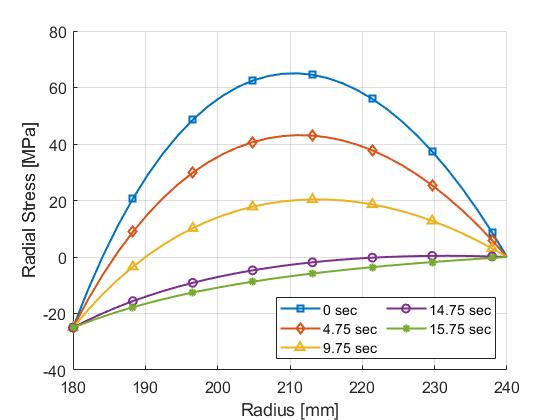 80
60
40
20
0
-20
-40
Radial Stress [MPa]
0 sec
4.75 sec
9.75 sec
14.75 sec
15.75 sec
180 190 200 210 220 230 240
Radius [mm]